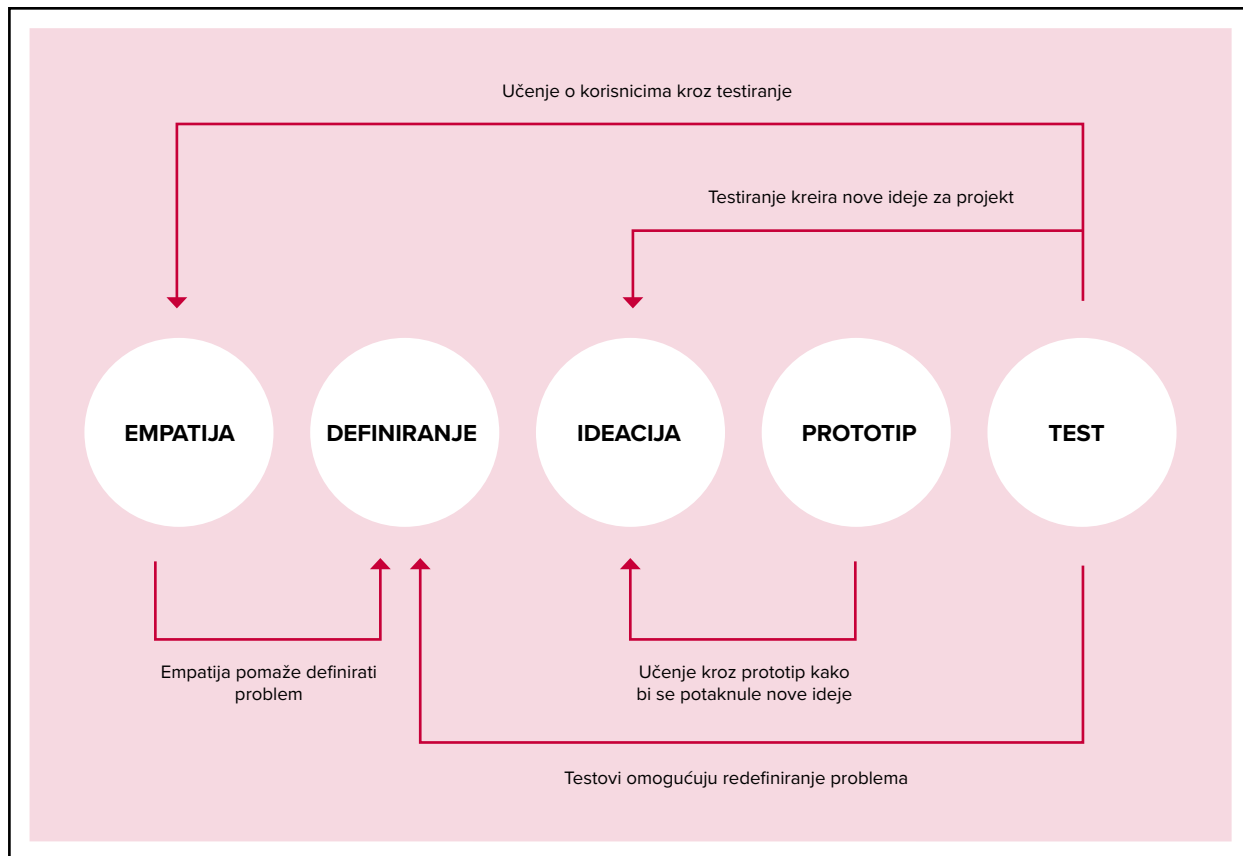 Učenje o korisnicima kroz testiranje
Testiranje kreira nove ideje za projekt
EMPATIJA
DEFINIRANJE
IDEACIJA
PROTOTIP
TEST
Empatija pomaže definirati
problem
Učenje kroz prototip kako
bi se potaknule nove ideje
Testovi omogućuju redefiniranje problema